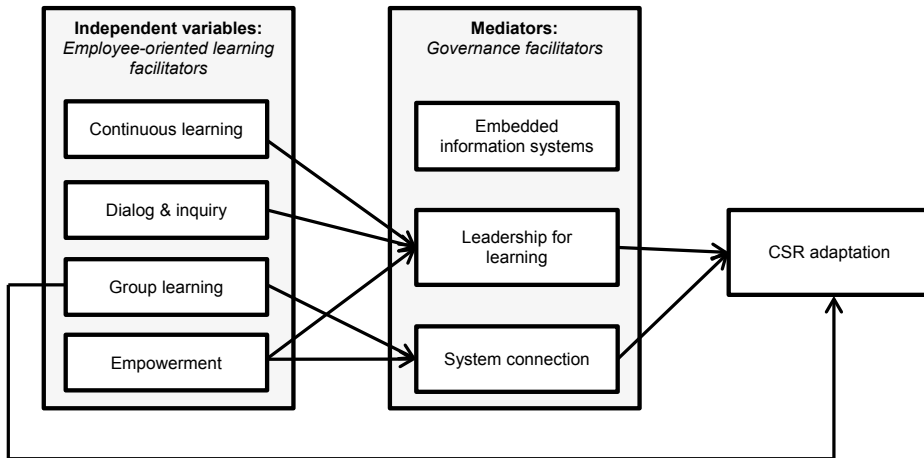 Independent variables:
Employee-oriented learning
facilitators
Continuous learning
Dialog & inquiry
Group learning
Empowerment
Mediators:
Governance facilitators
Embedded
information systems
Leadership for
learning
System connection
CSR adaptation